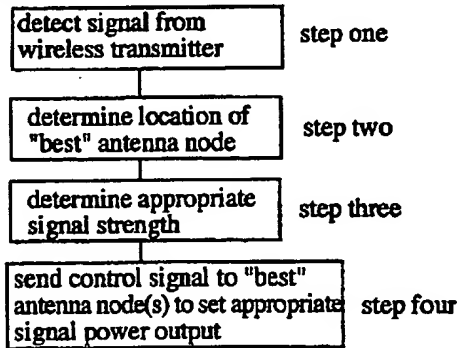 detect signal from
wireless transmitter
step one
determine location of
"best" antenna node
step two
determine appropriate
signal strength
step three
send control signal to "best"
antenna node(s) to set appropriate
signal power output
step four